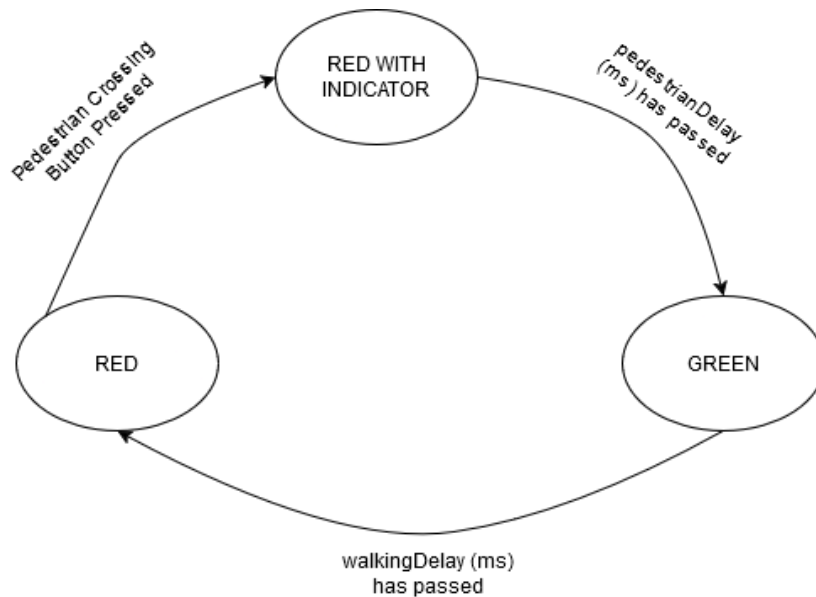 RED WITH
INDICATOR
Pedestrian Crossing
Button Pressed
pedestrianDelay
(ms) has passed
RED
GREEN
walkingDelay (ms)
has passed